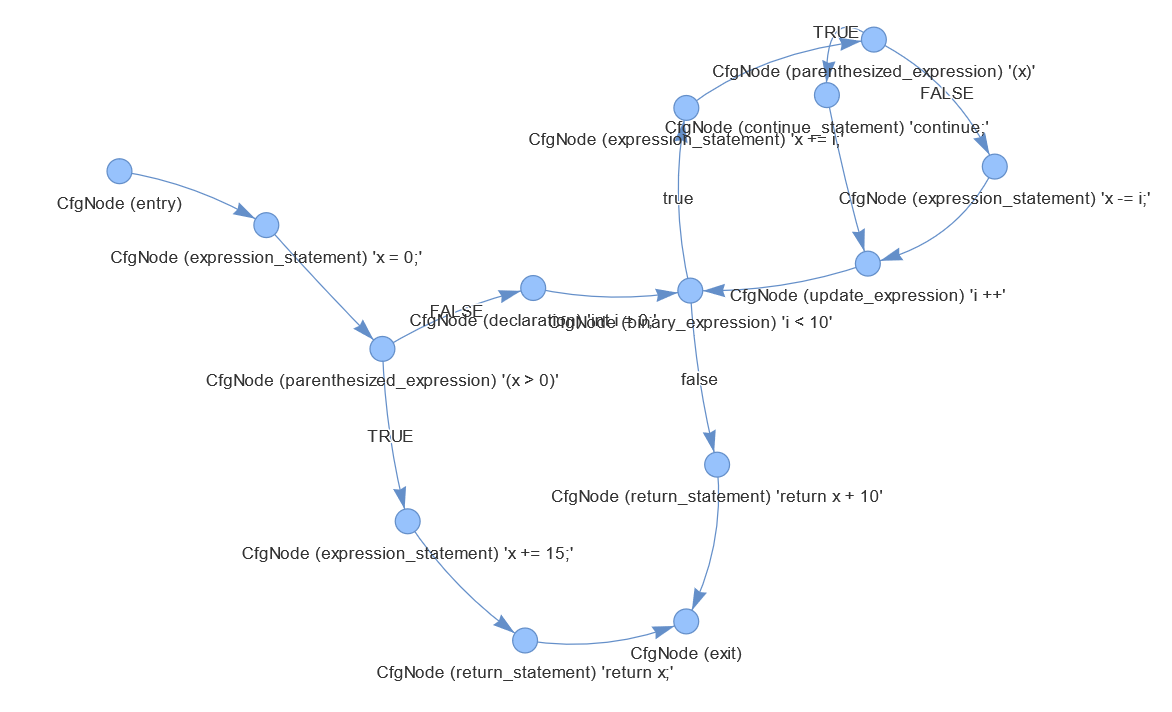 TRUE
CfgNode (parenthesized_expression) '(x)'
FALSE
CfgNode (continue_statement) 'continue;'
CfgNode (expression_statement) 'x += i;'
true
CfgNode (expression_statement) 'x -= i;'
CfgNode (entry)
CfgNode (expression_statement) 'x = 0;'
CfgNode (update_expression) 'i ++'
FALSE
CfgNode (declaration) 'int i = 0;'
CfgNode (binary_expression) 'i < 10'
CfgNode (parenthesized_expression) '(x > 0)'
false
TRUE
CfgNode (return_statement) 'return x + 10'
CfgNode (expression_statement) 'x += 15;'
CfgNode (exit)
CfgNode (return_statement) 'return x;'